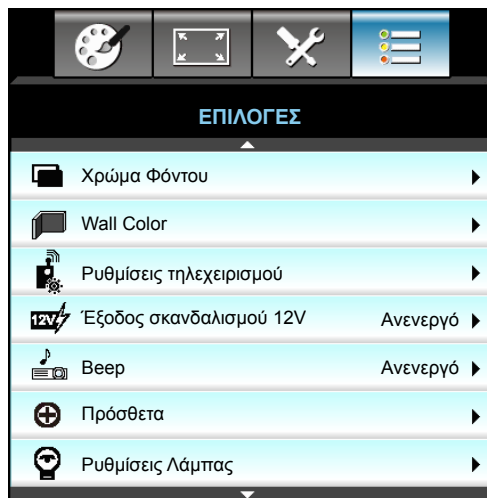 ΕΠΙΛΟΓΕΣ
Χρώμα Φόντου
Wall Color
Ρυθμίσεις τηλεχειρισμού
12V Έξοδος σκανδαλισμού 12V Ανενεργό
Beep Ανενεργό
Πρόσθετα
Ρυθμίσεις Λάμπας